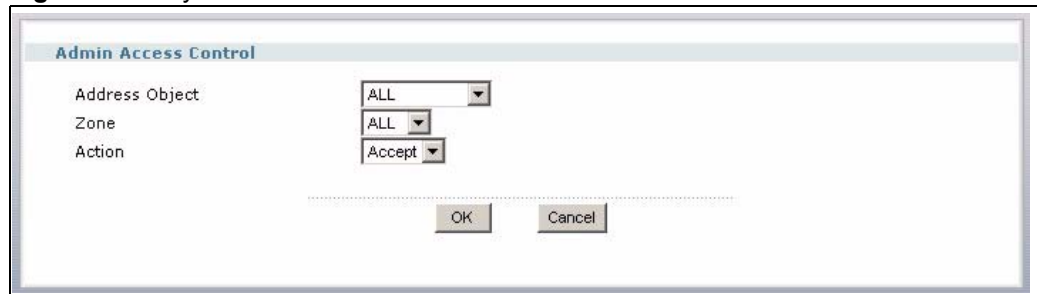 Admin Access Control
Address Object ALL
Zone ALL
Action Accept
OK Cancel